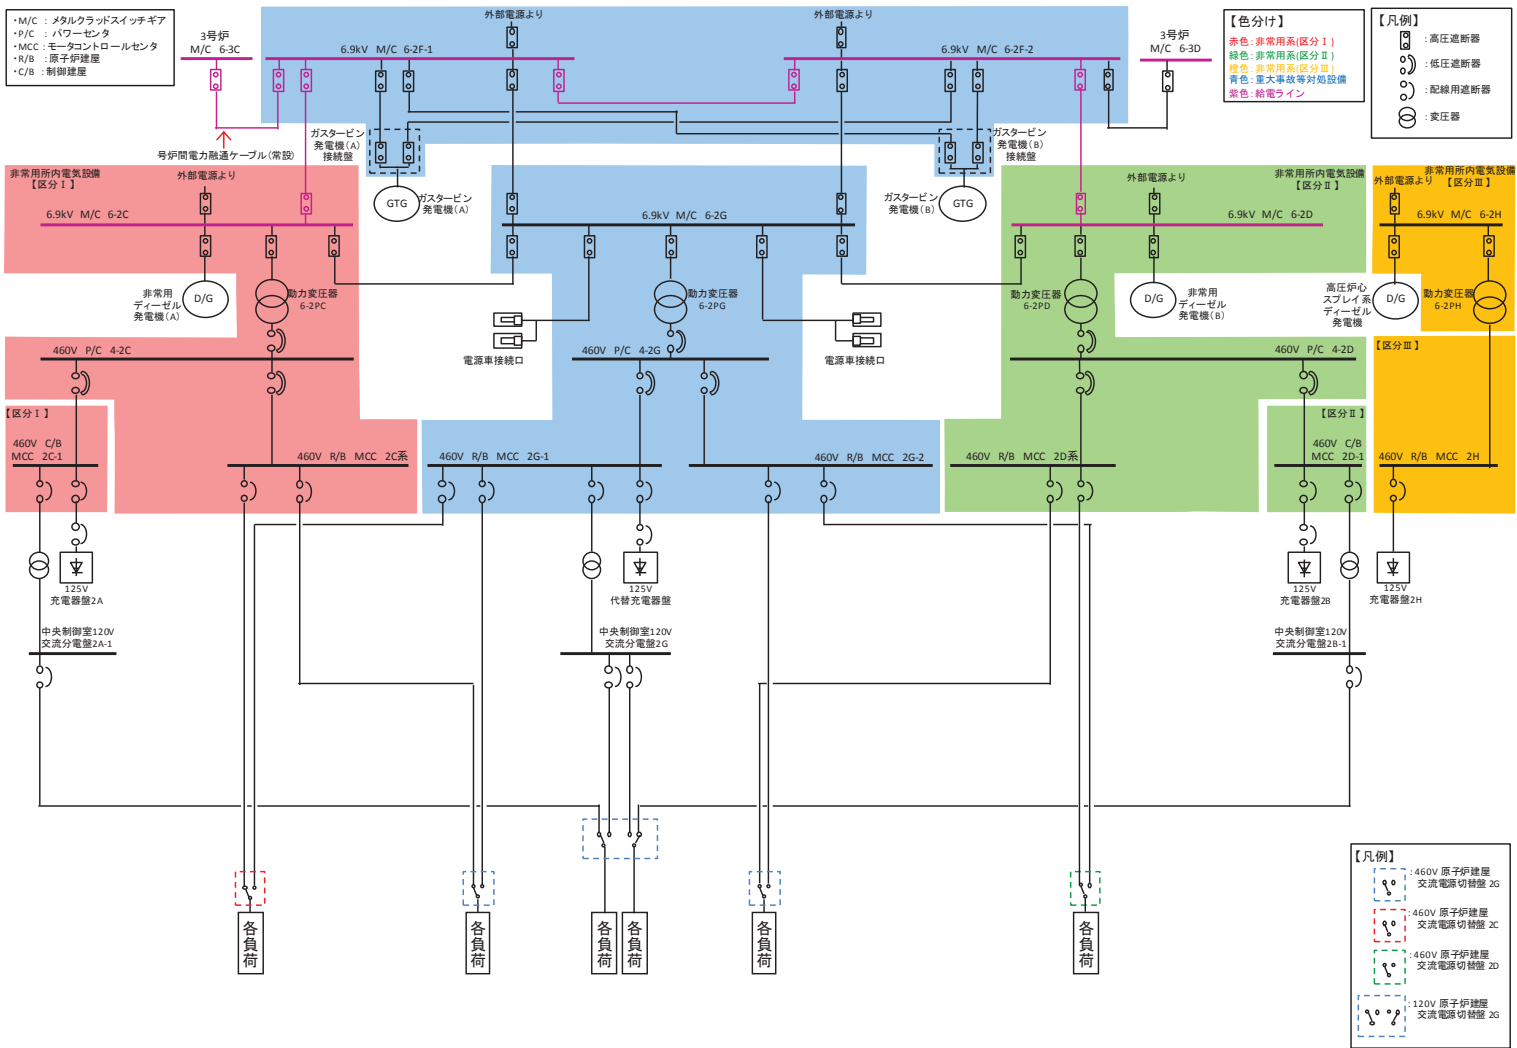 ・M/C : メタルクラッドスイッチギア
・P/C : パワーセンタ
・MCC : モータコントロールセンタ
・R/B : 原子炉建屋
・C/B : 制御建屋
3号炉
M/C 6-3C
外部電源より
6.9kV M/C 6-2F-1
外部電源より
6.9kV M/C 6-2F-2
3号炉
M/C 6-3D
【色分け】
赤色:非常用系(区分Ⅰ)
緑色:非常用系(区分Ⅱ)
橙色:非常用系(区分Ⅲ)
青色:重大事故等対処設備
紫色:給電ライン
【凡例】
:高圧遮断器
:低圧遮断器
:配線用遮断器
:変圧器
号炉間電力融通ケーブル(常設)
ガスタービン
発電機(A)
接続盤
ガスタービン
発電機(B)
接続盤
GTG
ガスタービン
発電機(A)
ガスタービン
発電機(B)
GTG
非常用所内電気設備
【区分Ⅰ】
外部電源より
6.9kV M/C 6-2C
6.9kV M/C 6-2G
外部電源より
非常用所内電気設備
【区分Ⅱ】
6.9kV M/C 6-2D
非常用所内電気設備
【区分Ⅲ】
外部電源より
6.9kV M/C 6-2H
非常用
ディーゼル
発電機(A)
D/G
動力変圧器
6-2PC
動力変圧器
6-2PG
動力変圧器
6-2PD
D/G
非常用
ディーゼル
発電機(B)
高圧炉心
スプレイ系
ディーゼル
発電機
D/G
動力変圧器
6-2PH
460V P/C 4-2C
電源車接続口
460V P/C 4-2G
電源車接続口
460V P/C 4-2D
【区分Ⅲ】
【区分Ⅰ】
460V C/B
MCC 2C-1
460V R/B MCC 2C系
460V R/B MCC 2G-1
460V R/B MCC 2G-2
460V R/B MCC 2D系
【区分Ⅱ】
460V C/B
MCC 2D-1
460V R/B MCC 2H
125V
充電器盤2A
125V
代替充電器盤
125V
充電器盤2B
125V
充電器盤2H
中央制御室120V
交流分電盤2A-1
中央制御室120V
交流分電盤2G
中央制御室120V
交流分電盤2B-1
各負荷
各負荷
各負荷
各負荷
各負荷
各負荷
【凡例】
:460V 原子炉建屋
交流電源切替盤 2G
:460V 原子炉建屋
交流電源切替盤 2C
:460V 原子炉建屋
交流電源切替盤 2D
:120V 原子炉建屋
交流電源切替盤 2G